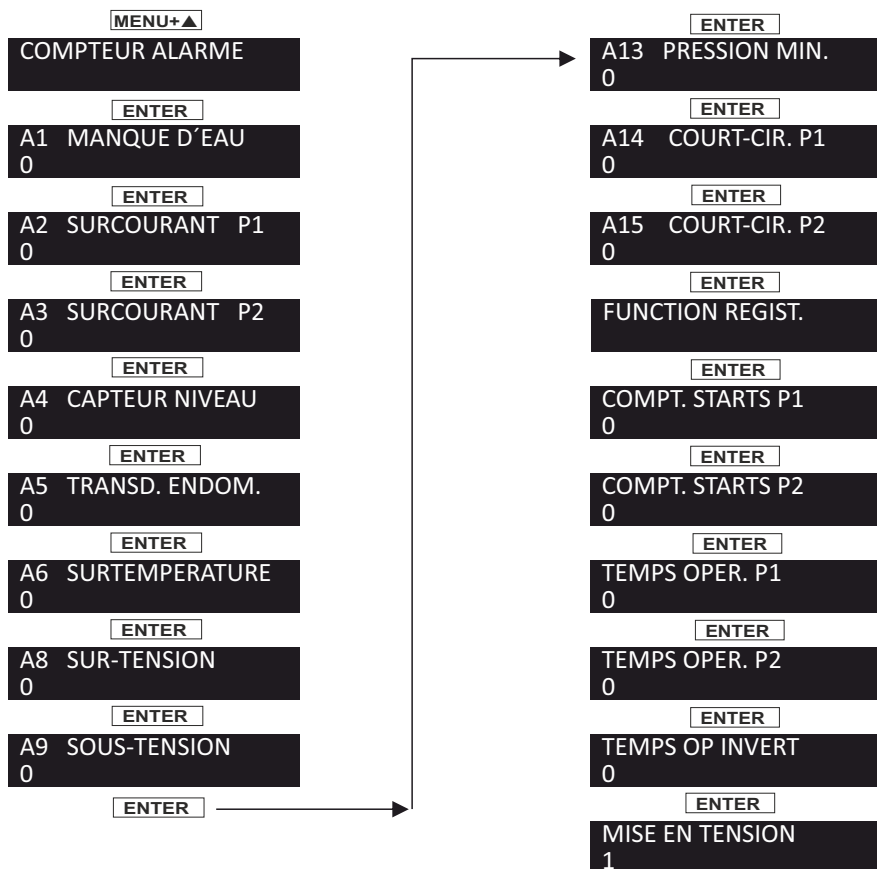 MENU+▲
COMPTEUR ALARME
ENTER
A1 MANQUE D´EAU
0
ENTER
A2 SURCOURANT P1
0
ENTER
A3 SURCOURANT P2
0
ENTER
A4 CAPTEUR NIVEAU
0
ENTER
A5 TRANSD. ENDOM.
0
ENTER
A6 SURTEMPERATURE
0
ENTER
A8 SUR-TENSION
0
ENTER
A9 SOUS-TENSION
0
ENTER
ENTER
A13 PRESSION MIN.
0
ENTER
A14 COURT-CIR. P1
0
ENTER
A15 COURT-CIR. P2
0
ENTER
FUNCTION REGIST.
ENTER
COMPT. STARTS P1
0
ENTER
COMPT. STARTS P2
0
ENTER
TEMPS OPER. P1
0
ENTER
TEMPS OPER. P2
0
ENTER
TEMPS OP INVERT
0
ENTER
MISE EN TENSION
1